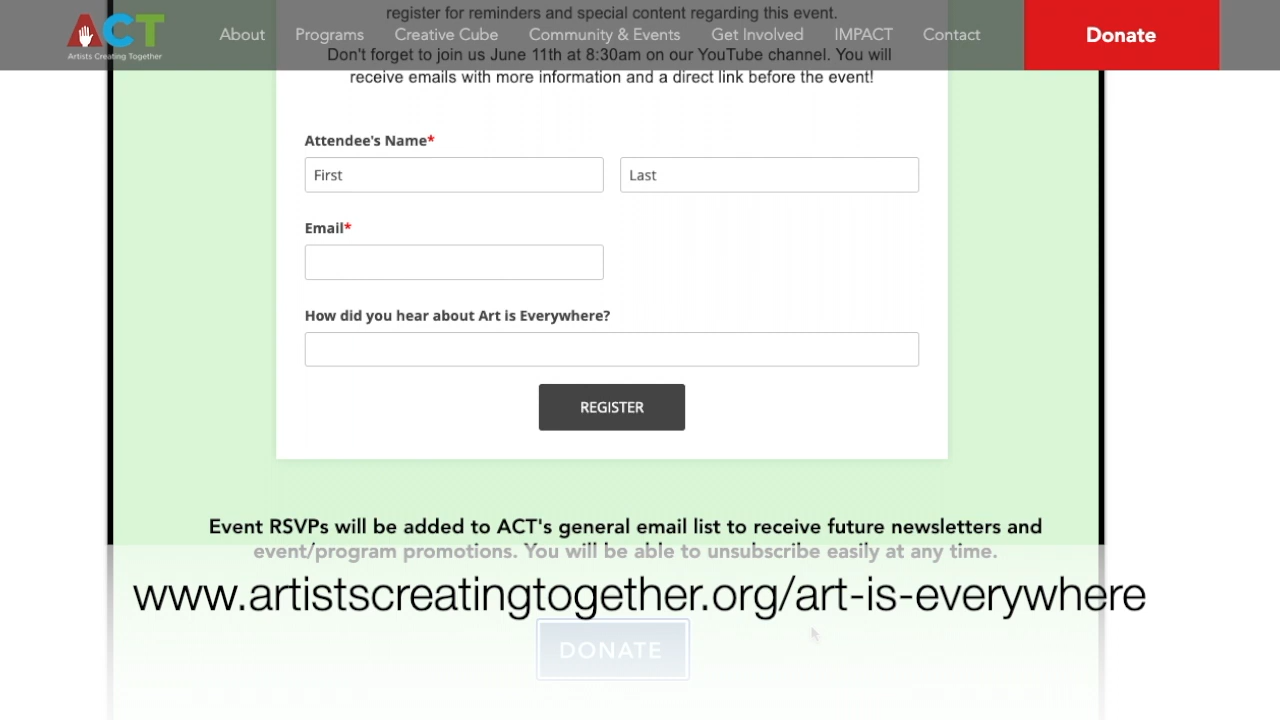 register for reminders and special content regarding this event.
ACT
Artists Creating Together
About Programs Creative Cube Community & Events Get Involved IMPACT Contact Donate
Don't forget to join us June 11th at 8:30am on our YouTube channel. You will
receive emails with more information and a direct link before the event!
Attendee's Name*
First Last
Email*
How did you hear about Art is Everywhere?
REGISTER
Event RSVPs will be added to ACT's general email list to receive future newsletters and
event/program promotions. You will be able to unsubscribe easily at any time.
www.artistscreatingtogether.org/art-is-everywhere
DONATE